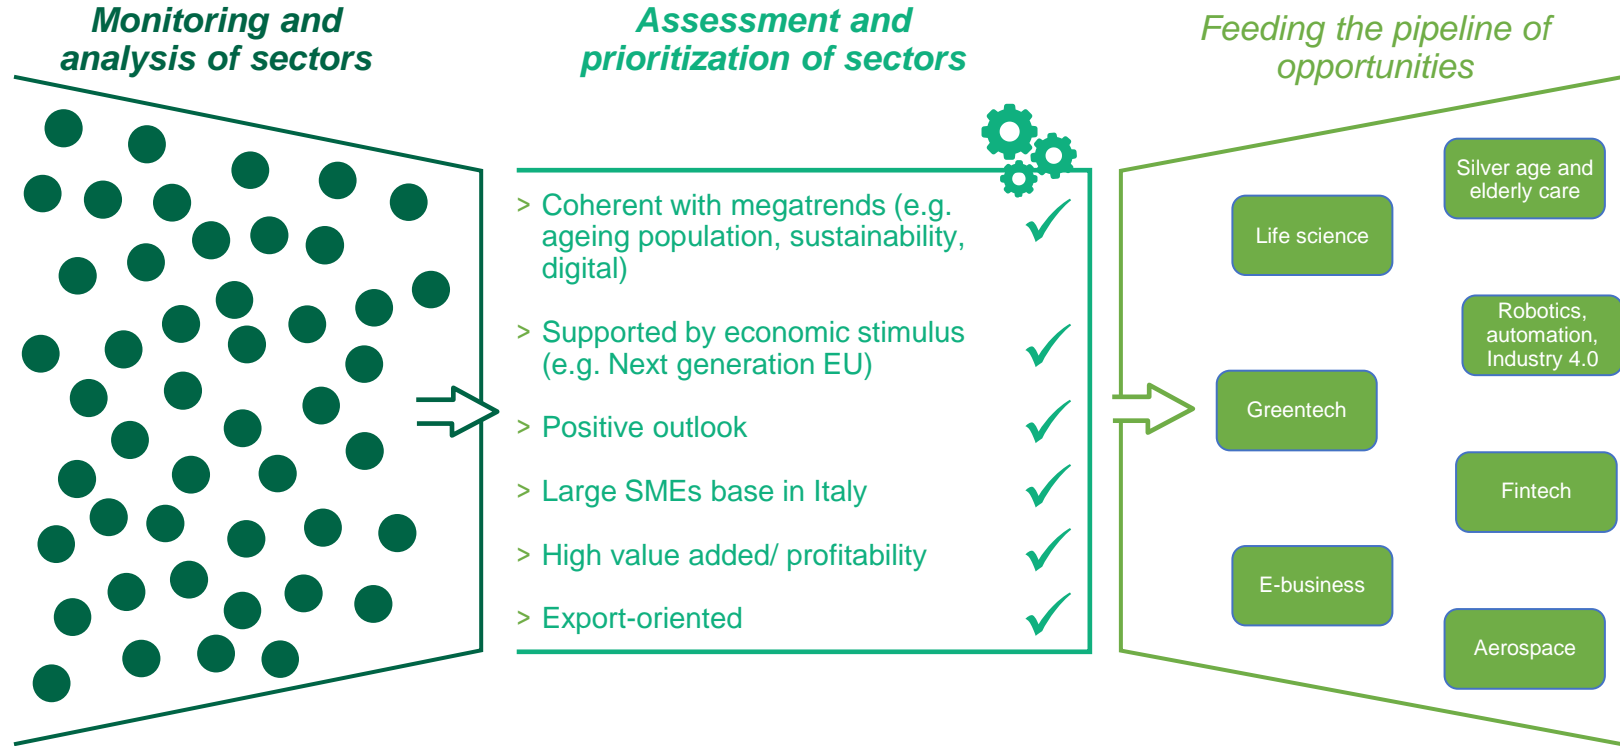 Monitoring and
analysis of sectors
Assessment and
prioritization of sectors
Feeding the pipeline of
opportunities
> Coherent with megatrends (e.g.
ageing population, sustainability,
digital)
> Supported by economic stimulus
(e.g. Next generation EU)
> Positive outlook
> Large SMEs base in Italy
> High value added/ profitability
> Export-oriented
Silver age and
elderly care
Life science
Robotics,
automation,
Industry 4.0
Greentech
Fintech
E-business
Aerospace